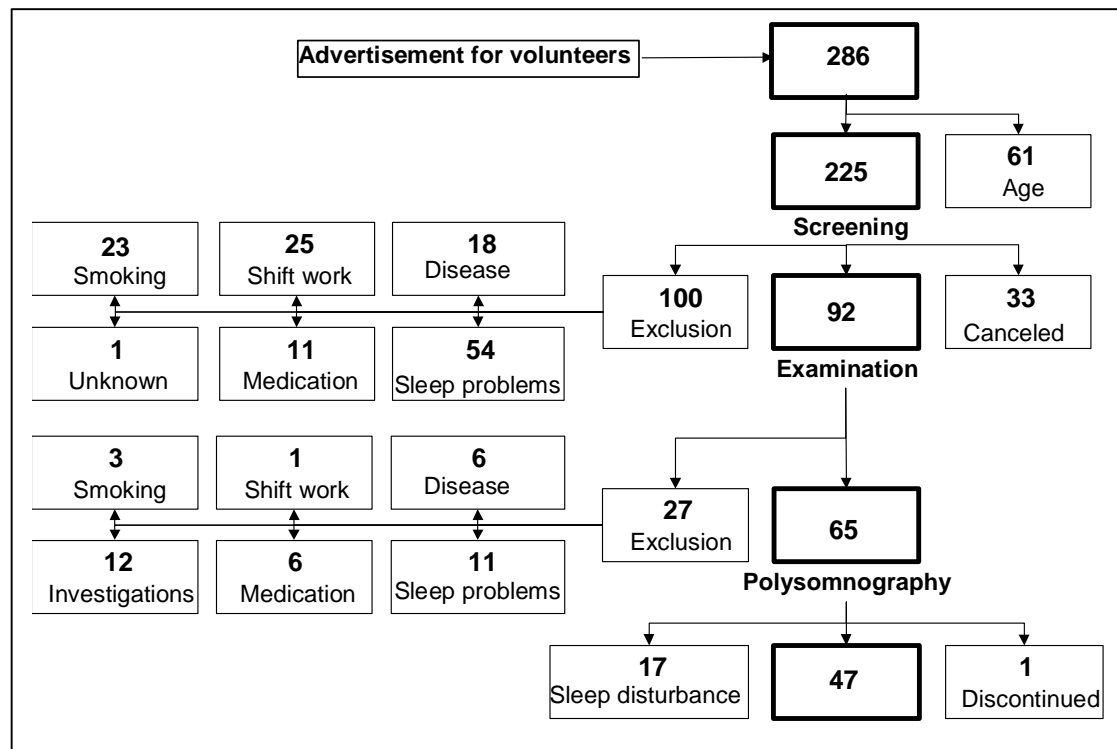 Advertisement for volunteers
286
225
61
Age
Screening
23
Smoking
25
Shift work
18
Disease
100
Exclusion
92
33
Canceled
1
Unknown
11
Medication
54
Sleep problems
Examination
3
Smoking
1
Shift work
6
Disease
27
Exclusion
65
12
Investigations
6
Medication
11
Sleep problems
Polysomnography
17
Sleep disturbance
47
1
Discontinued